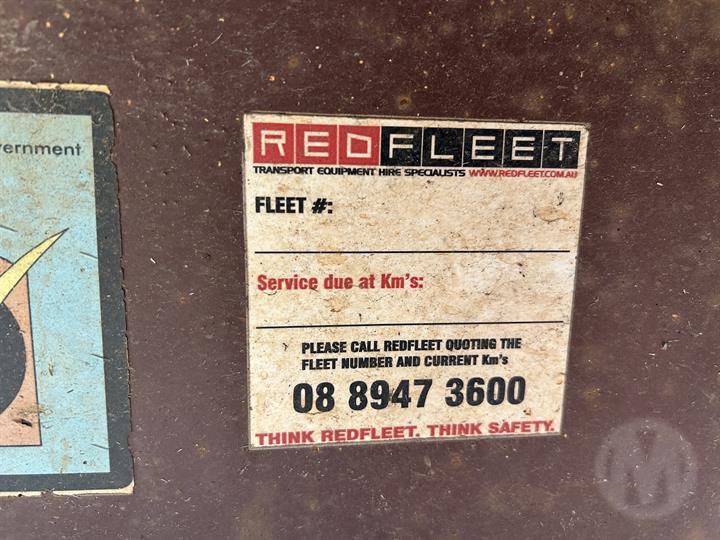 vernment
REDFLEET
TRANSPORT EQUIPMENT HIRE SPECIALISTS WWW.REDFLEET.COM.AU
FLEET #:
Service due at Km's:
PLEASE CALL REDFLEET QUOTING THE
FLEET NUMBER AND CURRENT Km's
08 8947 3600
THINK REDFLEET. THINK SAFETY.
M